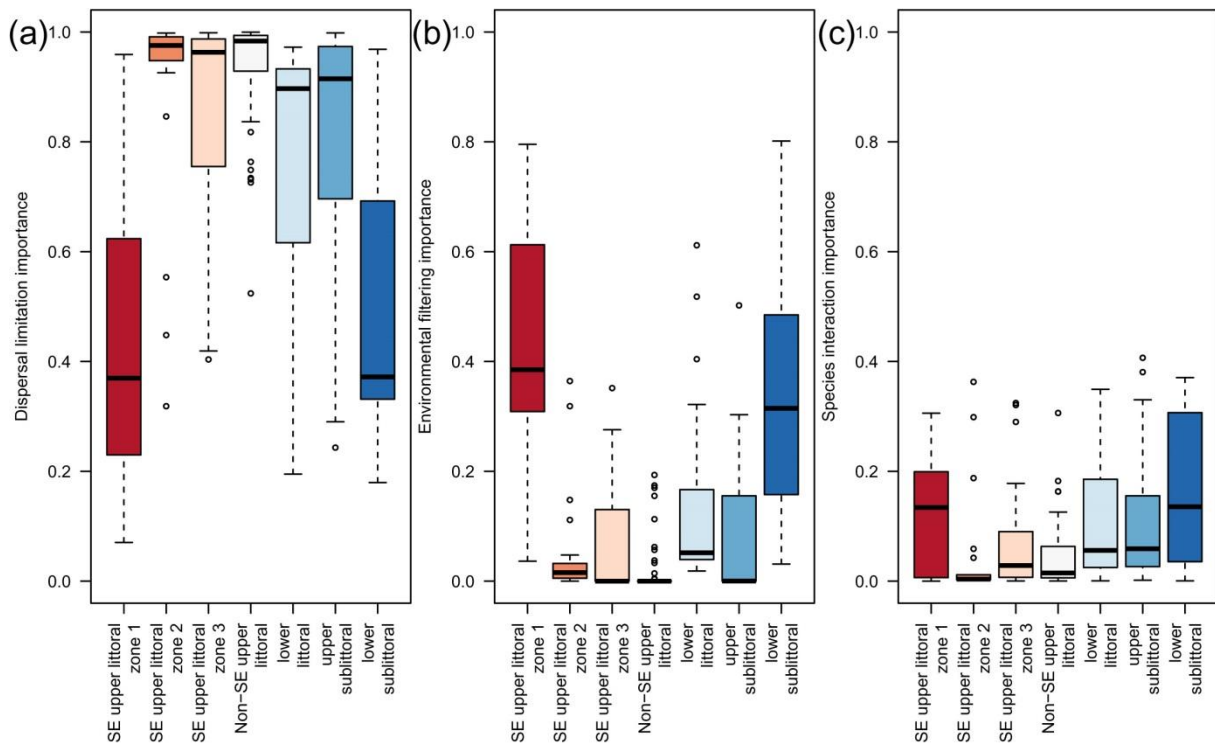 (a)
Dispersal limitation importance
1.0
0.8
0.6
0.4
0.2
0.0
SE upper littoral
zone 1
SE upper littoral
zone 2
SE upper littoral
zone 3
Non-SE upper
littoral
lower
littoral
upper
sublittoral
lower
sublittoral
(b)
Environmental filtering importance
1.0
0.8
0.6
0.4
0.2
0.0
SE upper littoral
zone 1
SE upper littoral
zone 2
SE upper littoral
zone 3
Non-SE upper
littoral
lower
littoral
upper
sublittoral
lower
sublittoral
(c)
Species interaction importance
1.0
0.8
0.6
0.4
0.2
0.0
SE upper littoral
zone 1
SE upper littoral
zone 2
SE upper littoral
zone 3
Non-SE upper
littoral
lower
littoral
upper
sublittoral
lower
sublittoral